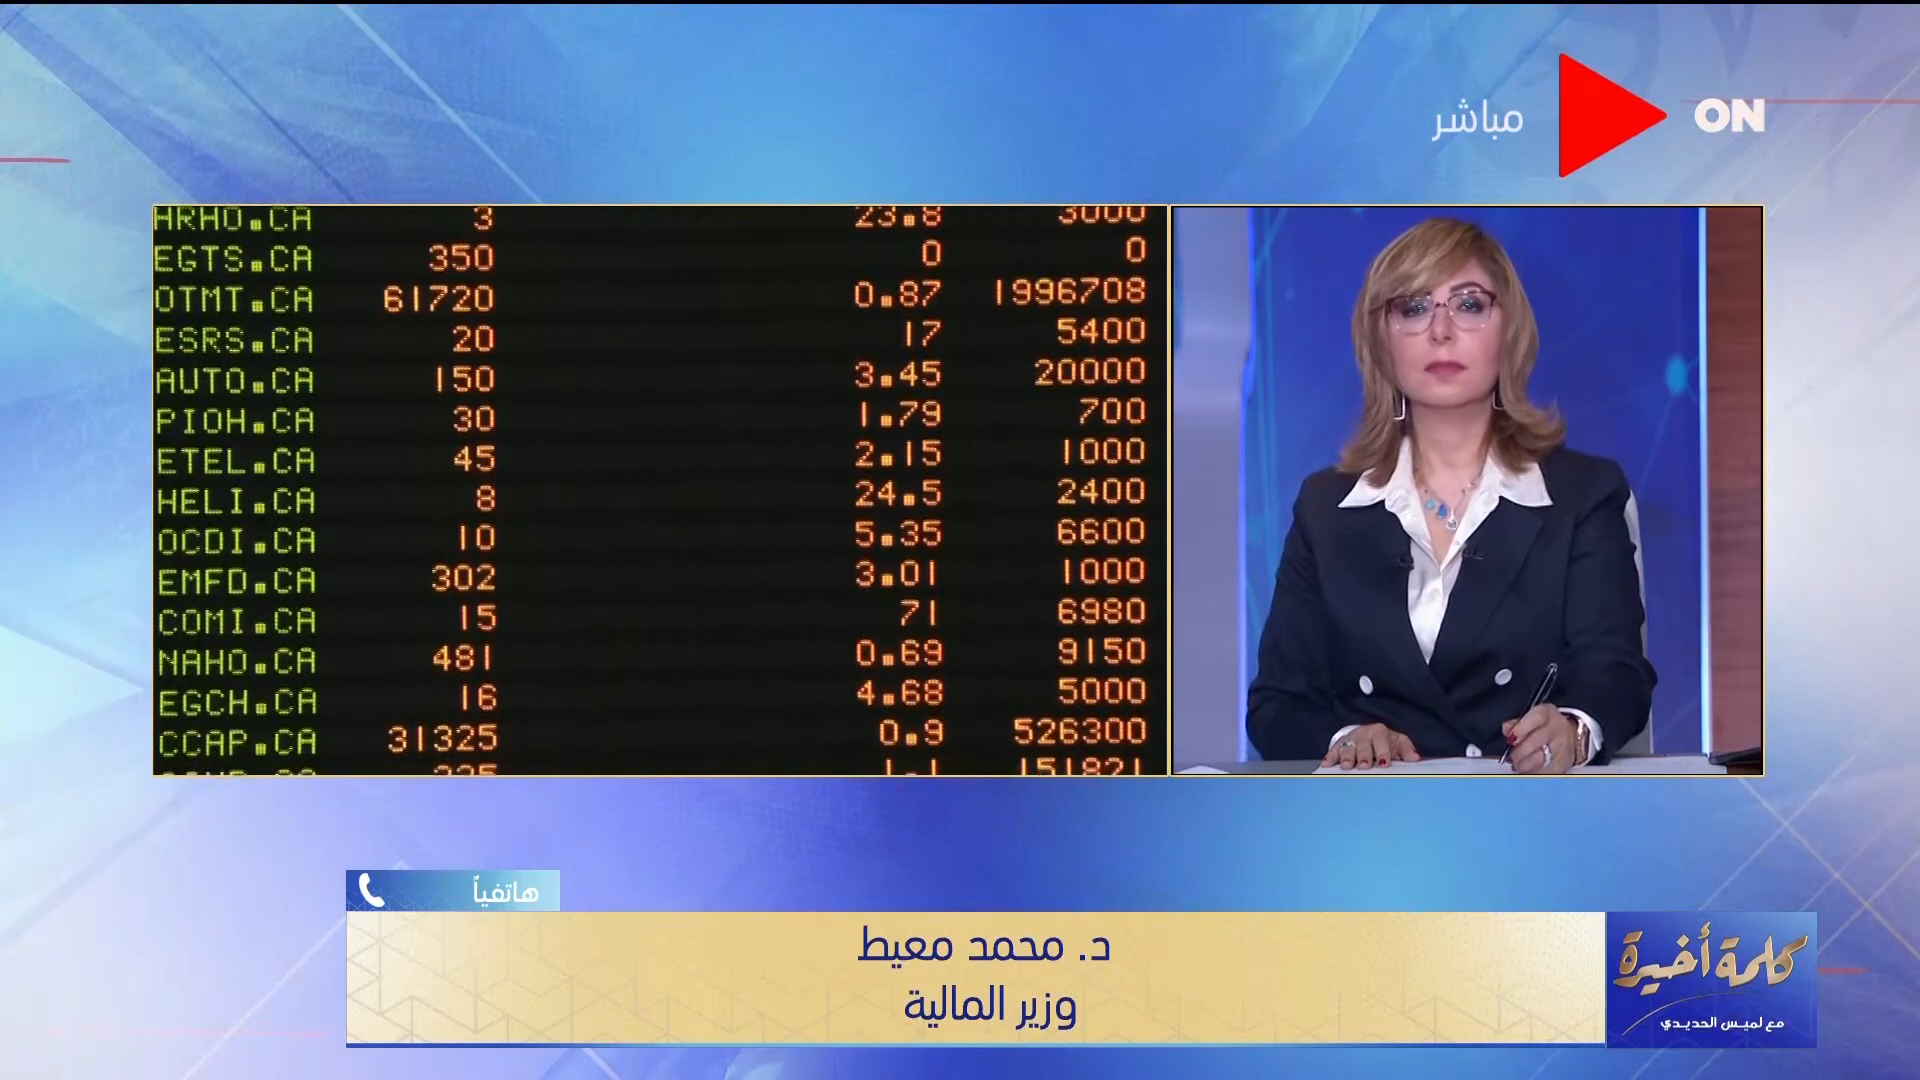 ON
مباشر
HRHO.CA 3 23.8 3000
EGTS.CA 350 0 0
OTMT.CA 61720 0.87 1996708
ESRS.CA 20 17 5400
AUTO.CA 150 3.45 20000
PIOH.CA 30 1.79 700
ETEL.CA 45 2.15 1000
HELI.CA 8 24.5 2400
OCDI.CA 10 5.35 6600
EMFD.CA 302 3.01 1000
COMI.CA 15 71 6980
NAHO.CA 481 0.69 9150
EGCH.CA 16 4.68 5000
CCAP.CA 31325 0.9 526300
1.1 151821
هاتفياً
د. محمد معيط
وزير المالية
كلمة أخيرة
مع لميس الحديدي